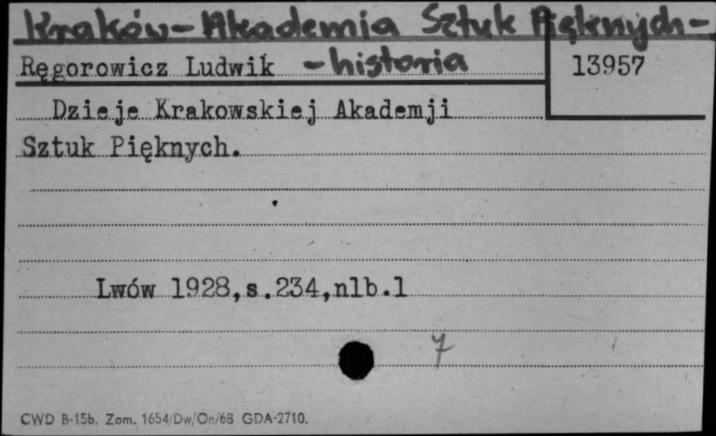 Kraków - Akademia Sztuk Pięknych -
Ręgorowicz Ludwik - historia 13957
Dzieje Krakowskiej Akademji
Sztuk Pięknych.
Lwów 1928,s.234,nlb.1
7
CWD B-15b. Zam. 1654/Dw/On/68 GDA-2710.